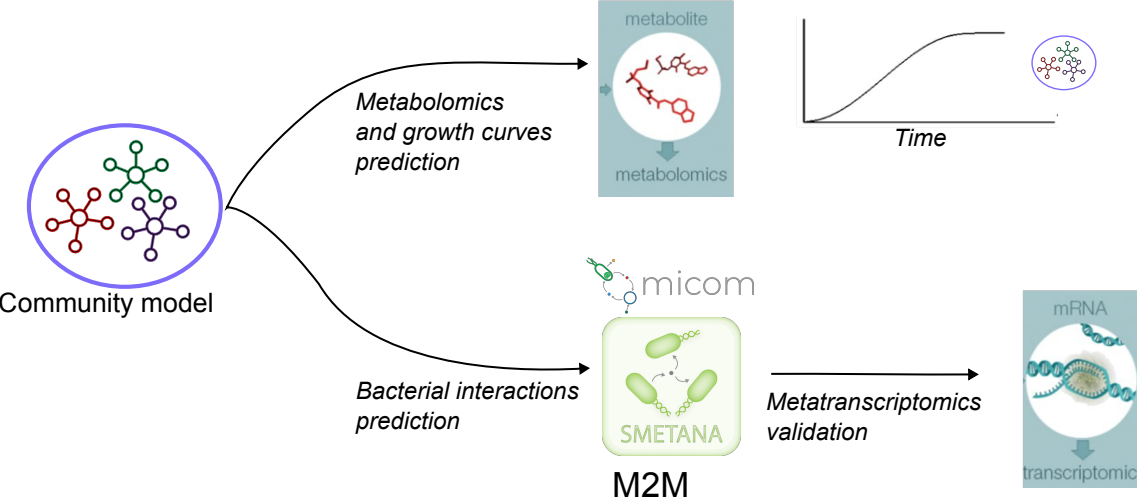 metabolite
metabolomics
Metabolomics
and growth curves
prediction
Time
Community model
micom
SMETANA
M2M
Bacterial interactions
prediction
Metatranscriptomics
validation
mRNA
transcriptomic